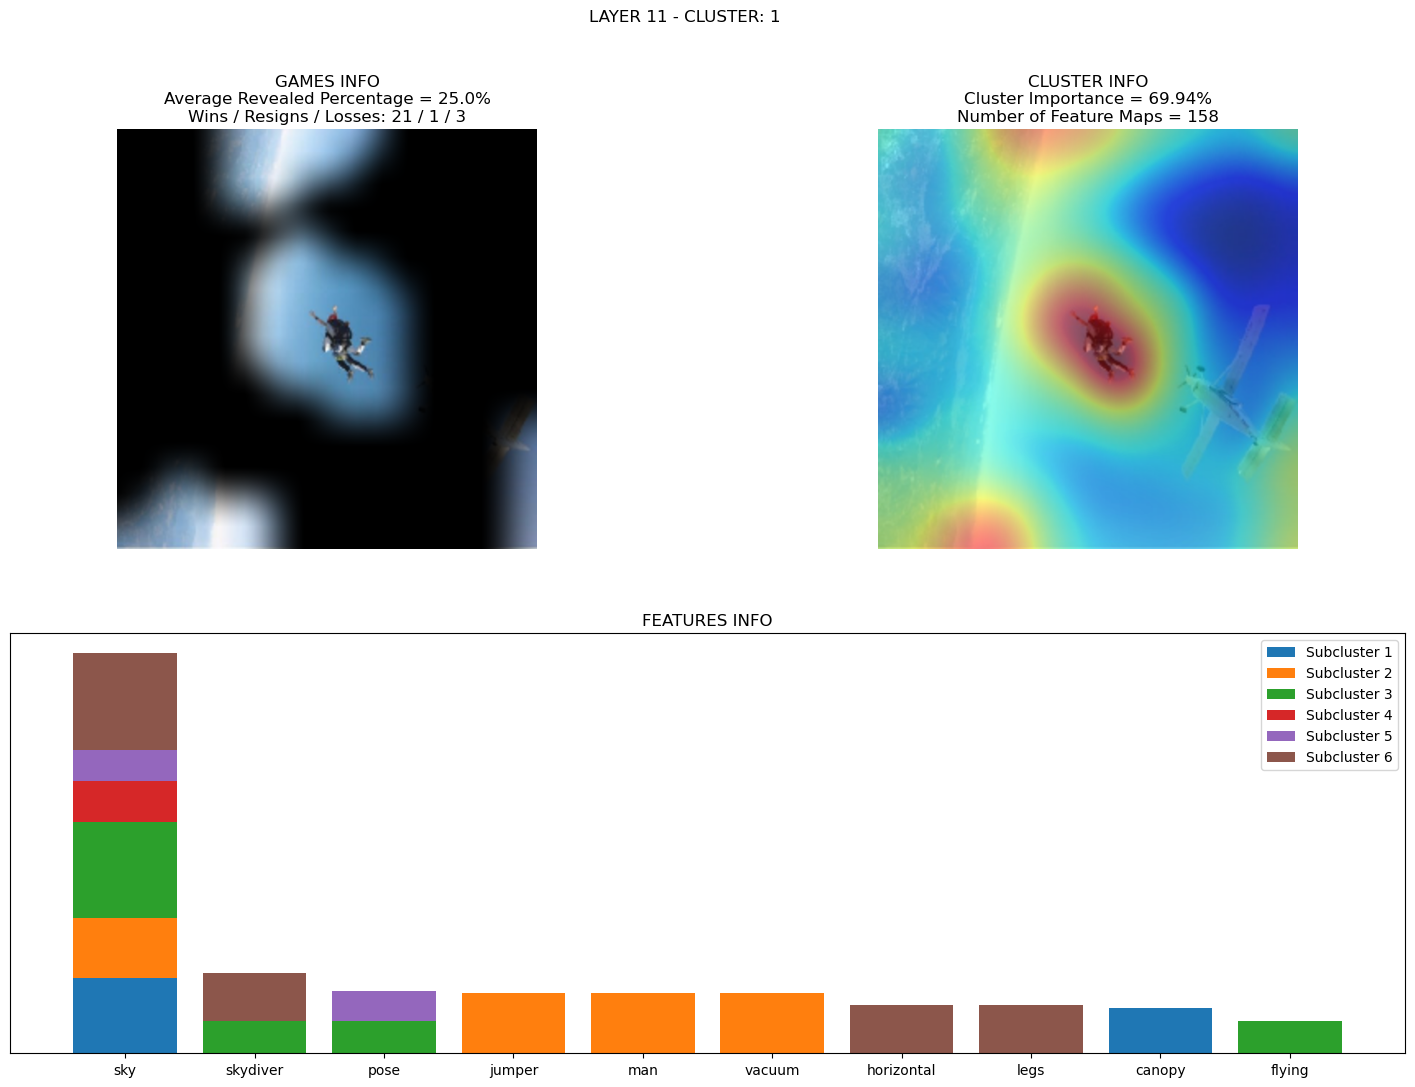 LAYER 11 - CLUSTER: 1
GAMES INFO
Average Revealed Percentage = 25.0%
Wins / Resigns / Losses: 21 / 1 / 3
CLUSTER INFO
Cluster Importance = 69.94%
Number of Feature Maps = 158
FEATURES INFO
Subcluster 1
Subcluster 2
Subcluster 3
Subcluster 4
Subcluster 5
Subcluster 6
sky skydiver pose jumper man vacuum horizontal legs canopy flying